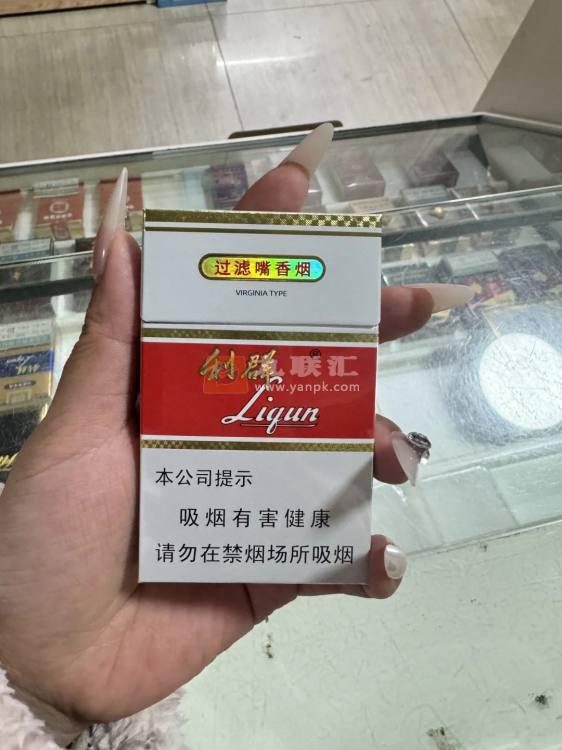 过滤嘴香烟
VIRGINIA TYPE
利群
®
Liqun
烟联汇
www.yanpk.com
本公司提示
吸烟有害健康
请勿在禁烟场所吸烟